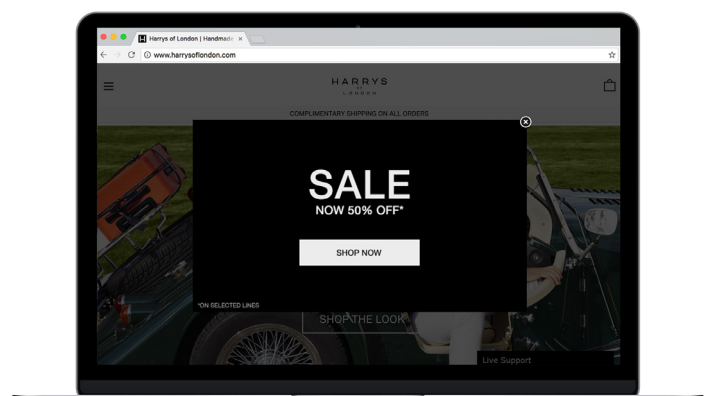 Harrys of London | Handmade
www.harrysoflondon.com
HARRYS
BY
LONDON
COMPLIMENTARY SHIPPING ON ALL ORDERS
SALE
NOW 50% OFF*
SHOP NOW
*ON SELECTED LINES
SHOP THE LOOK
Live Support